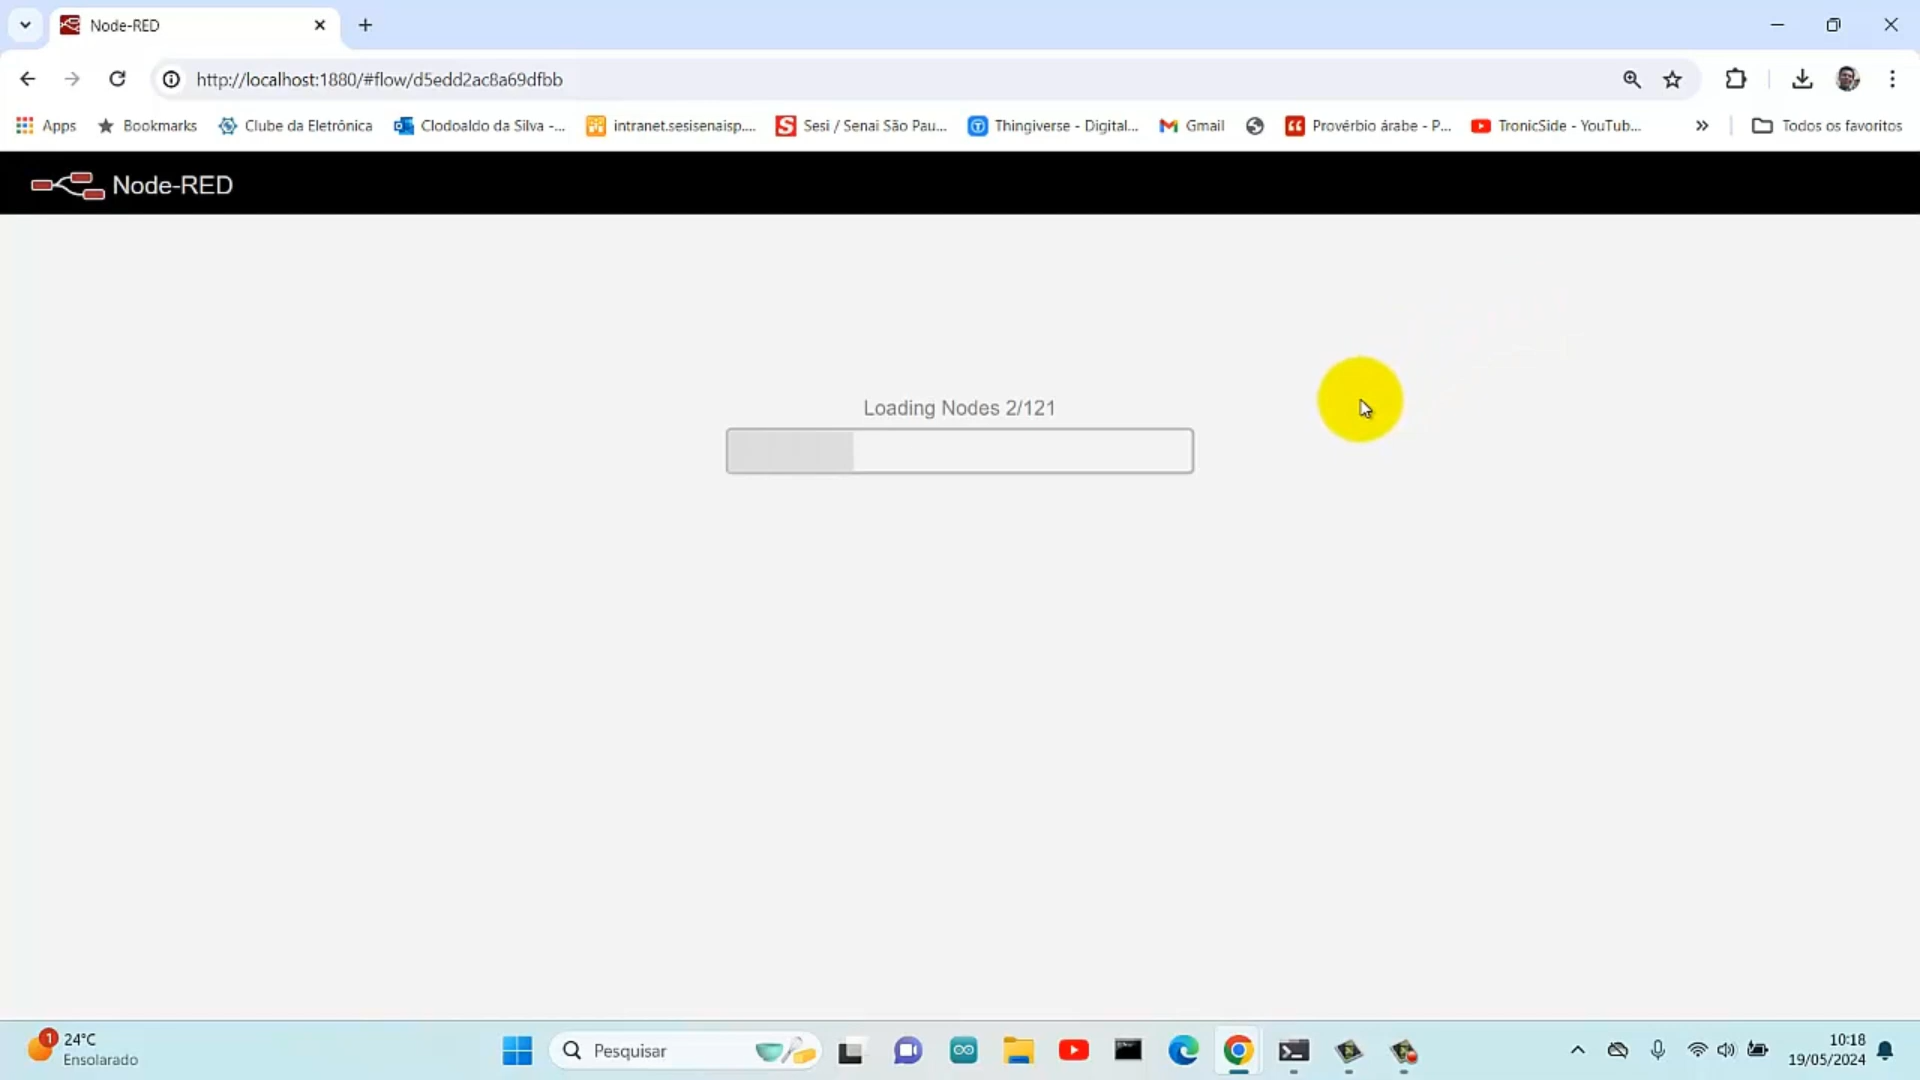 Node-RED
http://localhost:1880/#flow/d5edd2ac8a69dfbb
Apps
Bookmarks
Clube da Eletrônica
Clodoaldo da Silva -...
intranet.sesisenaisp....
Sesi / Senai São Pau...
Thingiverse - Digital...
Gmail
Provérbio árabe - P...
TronicSide - YouTub...
Todos os favoritos
Node-RED
Loading Nodes 2/121
1
24°C
Ensolarado
Pesquisar
10:18
19/05/2024